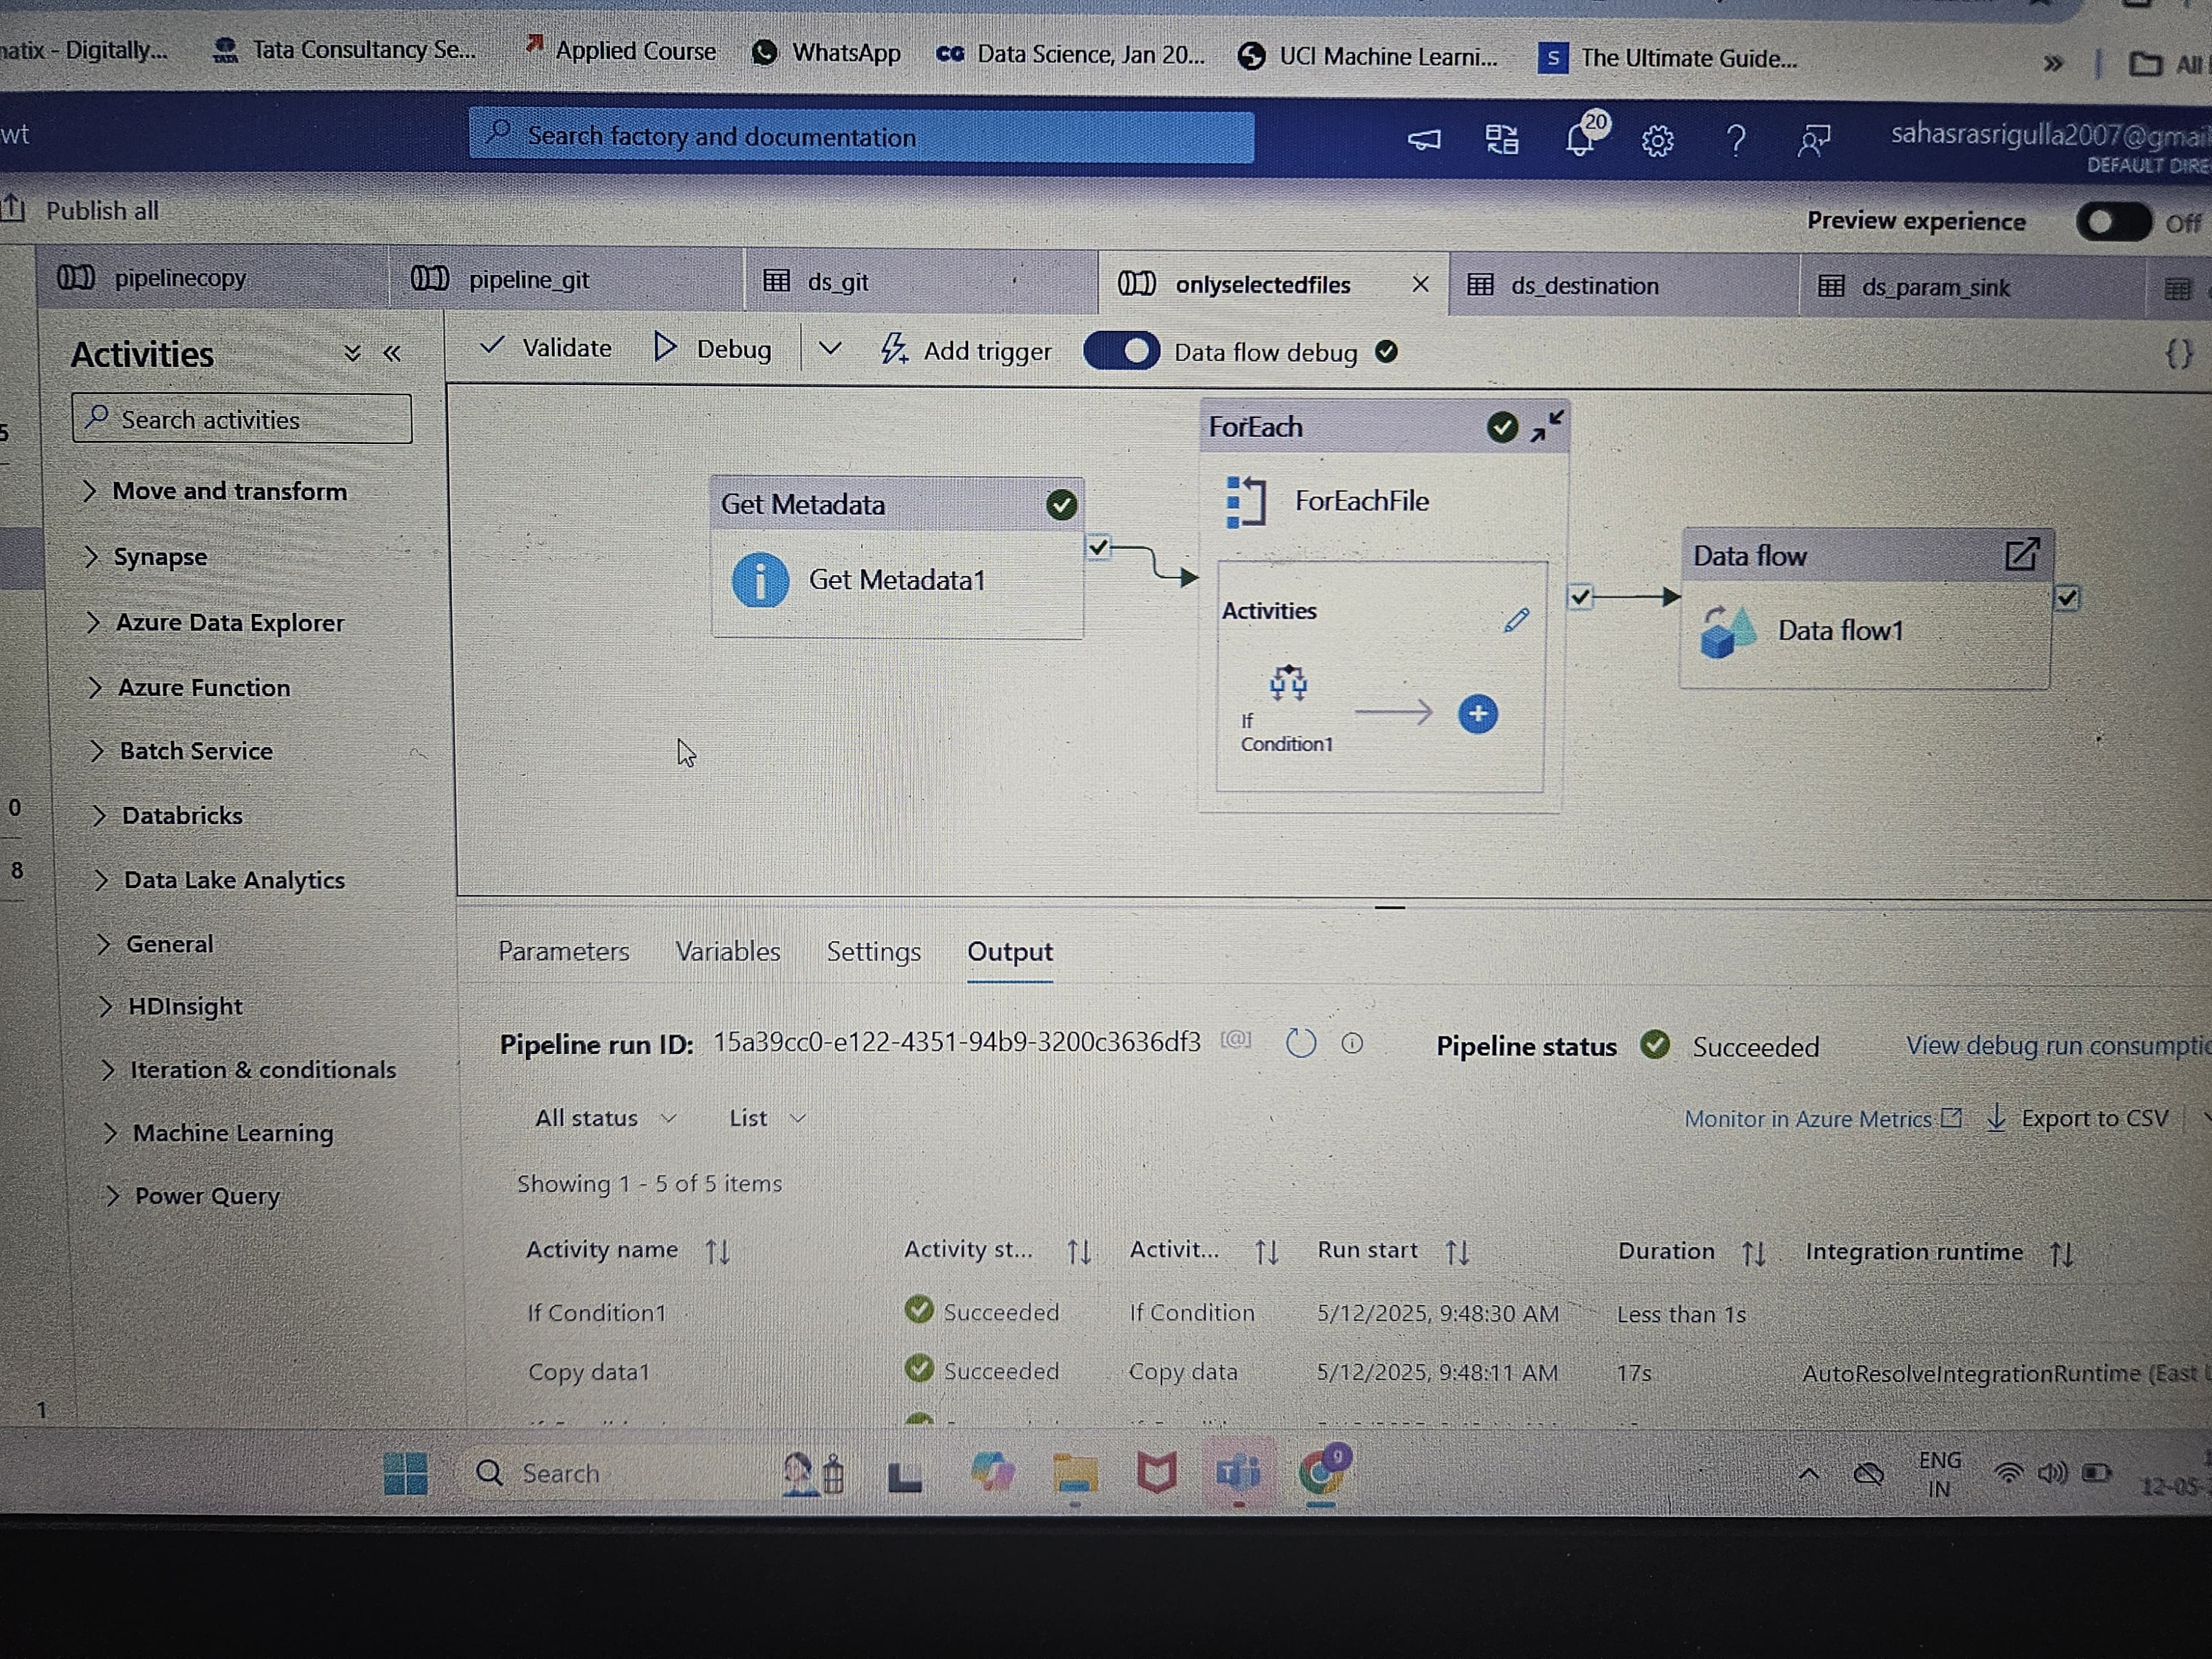 Digitally... Tata Consultancy Se... Applied Course WhatsApp CG Data Science, Jan 20... UCI Machine Learni... S The Ultimate Guide... » All
Search factory and documentation 20 sahasrasrigulla2007@gmail
DEFAULT DIRE
Publish all Preview experience Off
pipelinecopy pipeline_git ds_git onlyselectedfiles ds_destination ds_param_sink
Activities
Validate Debug Add trigger Data flow debug {}
Search activities
Move and transform
Synapse
Azure Data Explorer
Azure Function
Batch Service
Databricks
Data Lake Analytics
General
HDInsight
Iteration & conditionals
Machine Learning
Power Query
5
0
8
1
Get Metadata
Get Metadata1
ForEach
ForEachFile
Activities
If
Condition1
Data flow
Data flow1
Parameters Variables Settings Output
Pipeline run ID: 15a39cc0-e122-4351-94b9-3200c3636df3 [@] Pipeline status Succeeded View debug run consumptio
All status List Monitor in Azure Metrics Export to CSV
Showing 1 - 5 of 5 items
Activity name Activity st... Activit... Run start Duration Integration runtime
If Condition1 Succeeded If Condition 5/12/2025, 9:48:30 AM Less than 1s
Copy data1 Succeeded Copy data 5/12/2025, 9:48:11 AM 17s AutoResolveIntegrationRuntime (East
Search 9 ENG
IN 12-05-